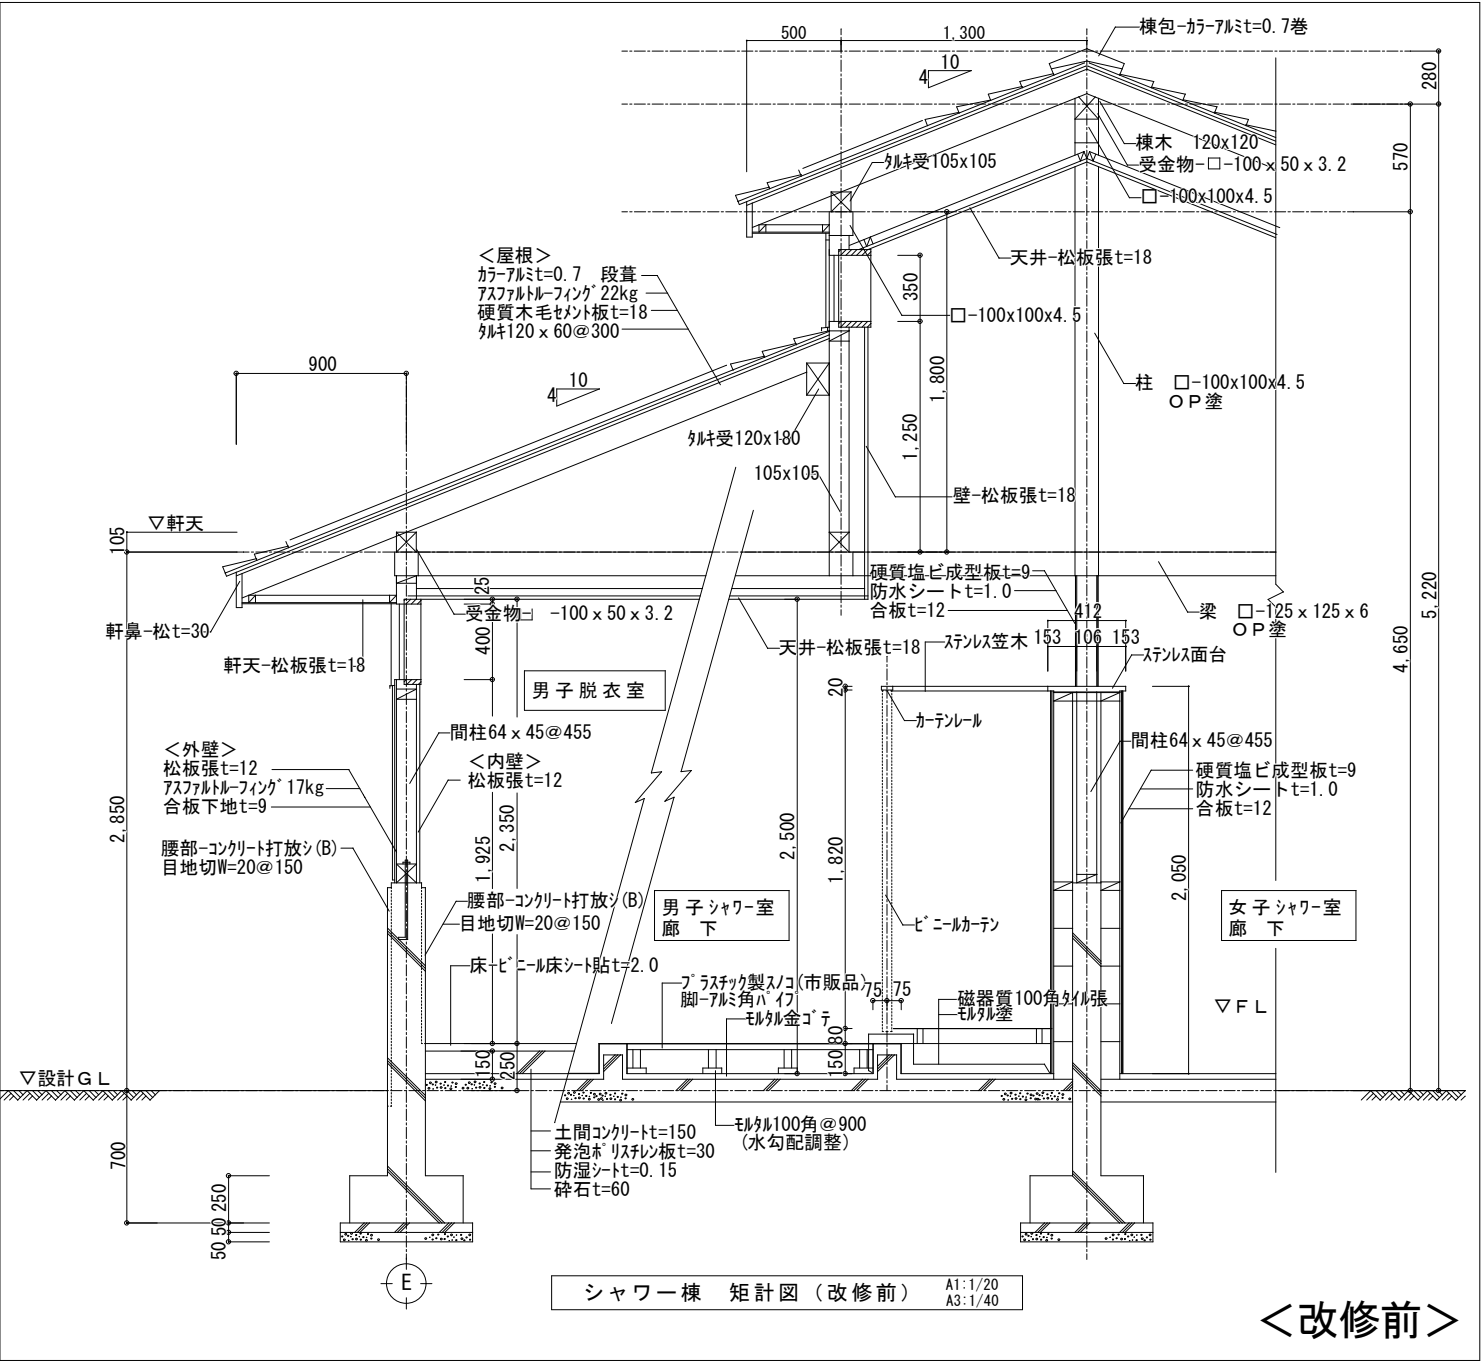 500
1,300
棟包-カラーアルミt=0.7巻
10
4
280
棟木 120x120
受金物-□-100x50x3.2
タルキ受105x105
□-100x100x4.5
570
天井-松板張t=18
＜屋根＞
カラーアルミt=0.7 段葺
アスファルトルーフィング22kg
硬質木毛セメント板t=18
タルキ120x60@300
350
□-100x100x4.5
900
10
4
1,800
柱 □-100x100x4.5
ＯＰ塗
1,250
タルキ受120x180
105x105
壁-松板張t=18
▽軒天
105
硬質塩ビ成型板t=9
防水シートt=1.0
合板t=12
412
25
受金物 -100x50x3.2
梁 □-125x125x6
ＯＰ塗
5,220
4,650
軒鼻-松t=30
軒天-松板張t=18
400
天井-松板張t=18
ステンレス笠木
153 106 153
ステンレス面台
男子脱衣室
20
カーテンレール
間柱64x45@455
間柱64x45@455
＜外壁＞
松板張t=12
アスファルトルーフィング17kg
合板下地t=9
＜内壁＞
松板張t=12
硬質塩ビ成型板t=9
防水シートt=1.0
合板t=12
2,850
1,925
2,350
2,500
1,820
2,050
腰部-コンクリート打放シ(B)
目地切W=20@150
腰部-コンクリート打放シ(B)
目地切W=20@150
男子シャワー室
廊 下
ビニールカーテン
女子シャワー室
廊 下
床-ビニール床シート貼t=2.0
プラスチック製スノコ(市販品)
脚-アルミ角パイプ
モルタル金ゴテ
75 75
磁器質100角タイル張
モルタル塗
▽ＦＬ
150
250
150
80
▽設計ＧＬ
700
土間コンクリートt=150
発泡ポリスチレン板t=30
防湿シートt=0.15
砕石t=60
モルタル100角@900
(水勾配調整)
250
50
50
E
シャワー棟 矩計図（改修前）
A1:1/20
A3:1/40
＜改修前＞